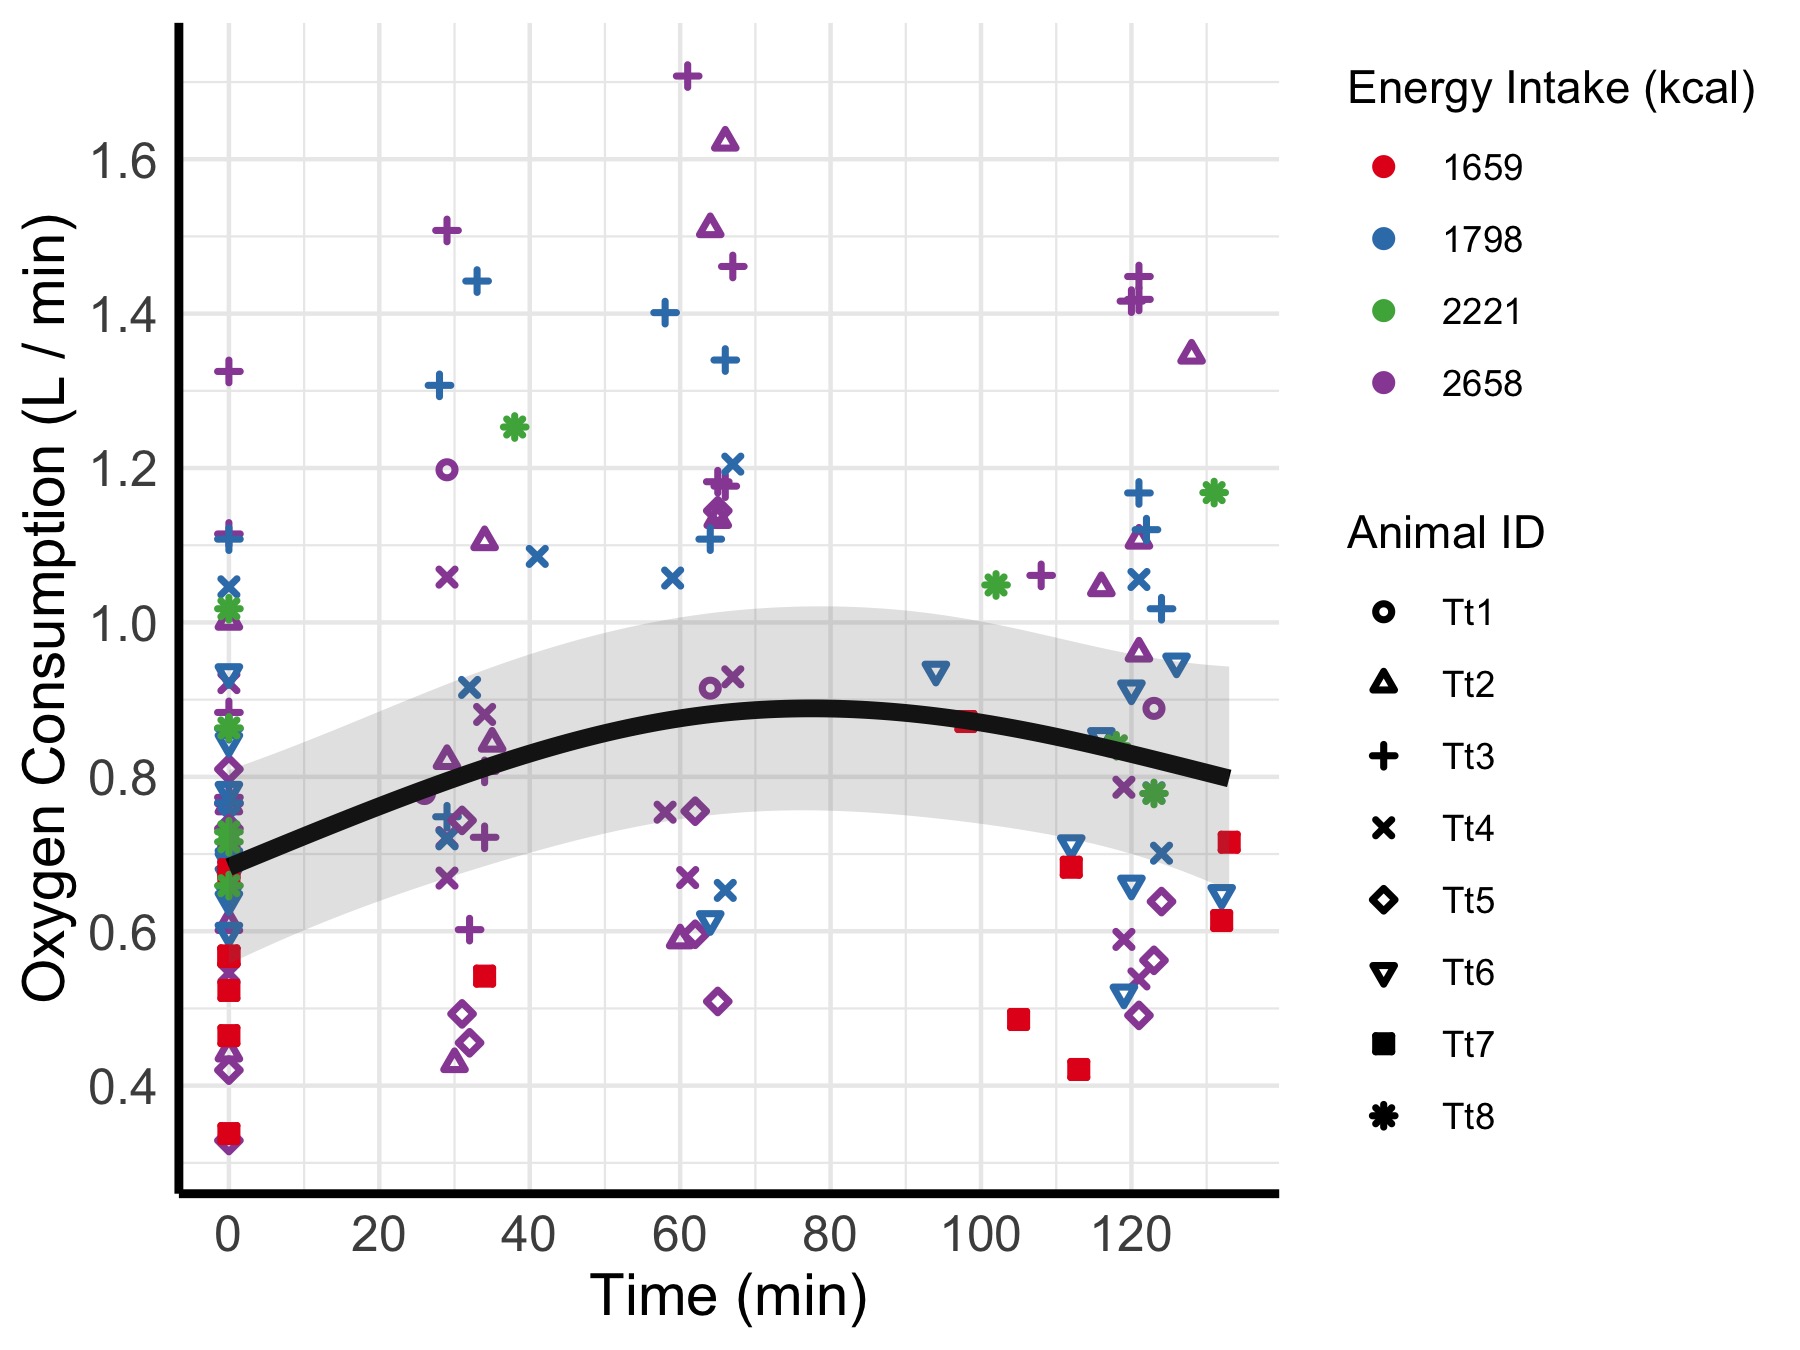 Oxygen Consumption (L / min)
1.6
1.4
1.2
1.0
0.8
0.6
0.4
0 20 40 60 80 100 120
Time (min)
Energy Intake (kcal)
1659
1798
2221
2658
Animal ID
Tt1
Tt2
Tt3
Tt4
Tt5
Tt6
Tt7
Tt8